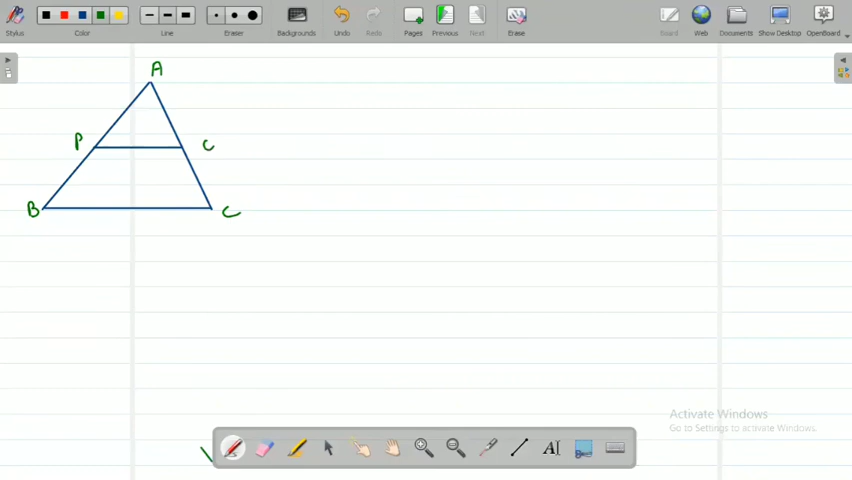 Stylus
Color
Line
Eraser
Backgrounds
Undo
Redo
Pages
Previous
Next
Erase
Board
Web
Documents
Show Desktop
OpenBoard
A
P
C
B
C
Activate Windows
Go to Settings to activate Windows.